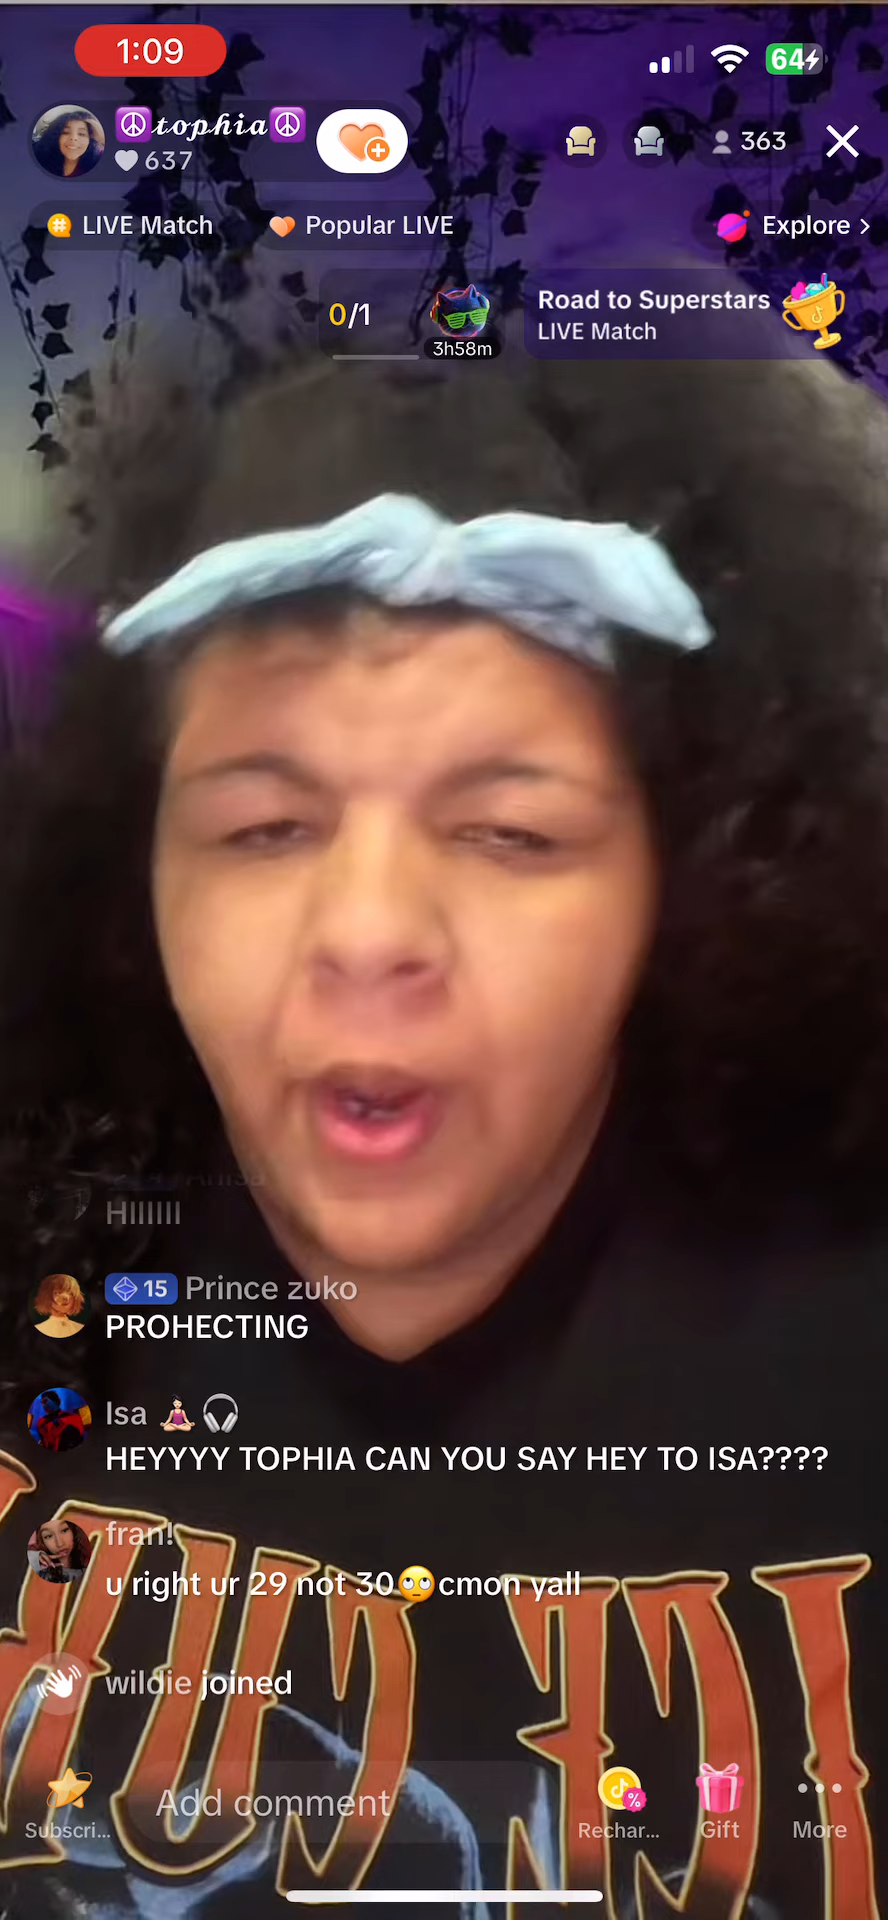 1:09
64
☮️tophia☮️
637
363
LIVE Match
Popular LIVE
Explore >
0/1
3h58m
Road to Superstars
LIVE Match
HIIIIII
15 Prince zuko
PROHECTING
Isa 🧘🏻‍♀️🎧
HEYYYY TOPHIA CAN YOU SAY HEY TO ISA????
fran!
u right ur 29 not 30🙄cmon yall
wildie joined
Add comment
Subscri...
Rechar...
Gift
More